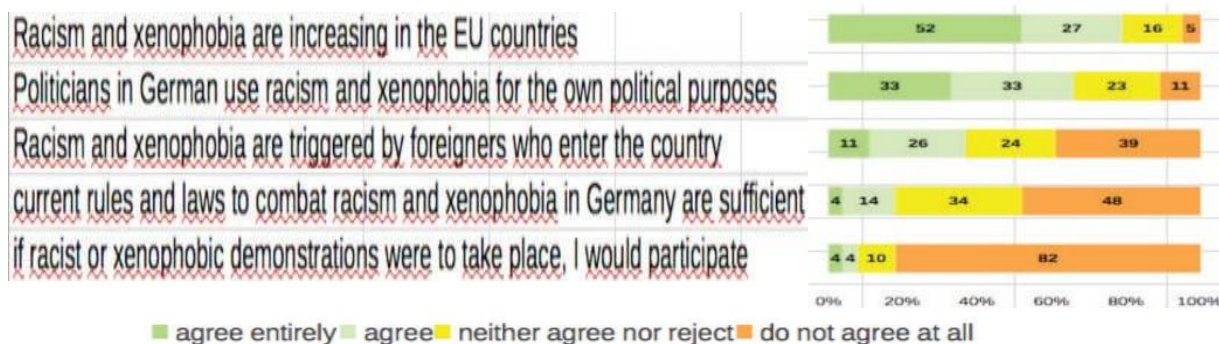 Racism and xenophobia are increasing in the EU countries
52 27 16 5
Politicians in German use racism and xenophobia for the own political purposes
33 33 23 11
Racism and xenophobia are triggered by foreigners who enter the country
11 26 24 39
current rules and laws to combat racism and xenophobia in Germany are sufficient
4 14 34 48
if racist or xenophobic demonstrations were to take place, I would participate
4 4 10 82
0% 20% 40% 60% 80% 100%
agree entirely agree neither agree nor reject do not agree at all